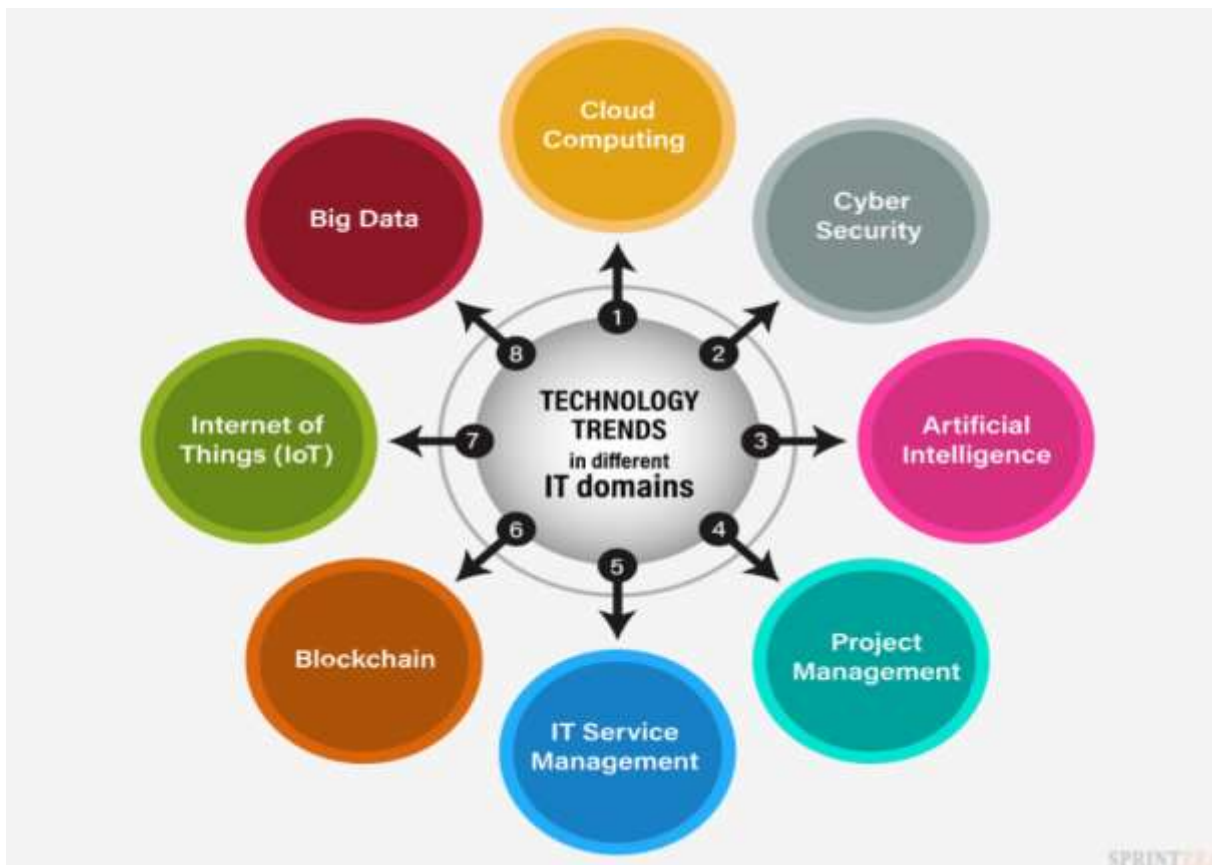 TECHNOLOGY
TRENDS
in different
IT domains
1
Cloud
Computing
2
Cyber
Security
3
Artificial
Intelligence
4
Project
Management
5
IT Service
Management
6
Blockchain
7
Internet of
Things (IoT)
8
Big Data